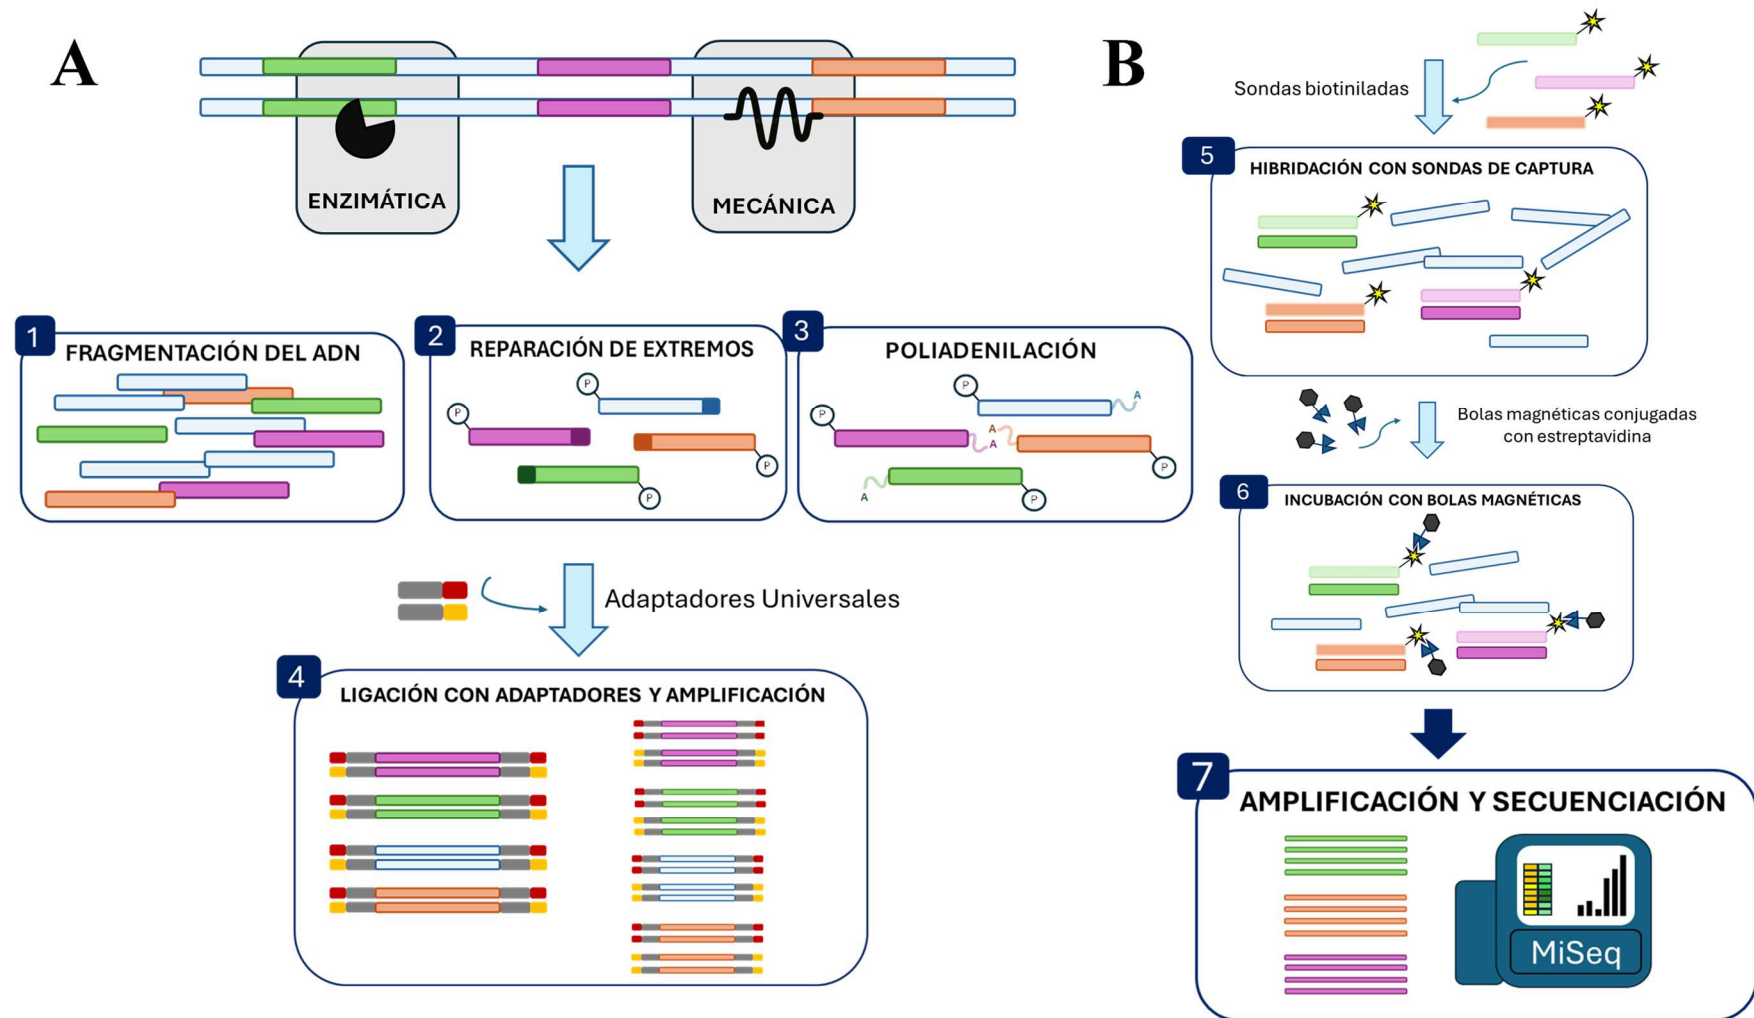 A
ENZIMÁTICA
MECÁNICA
1
FRAGMENTACIÓN DEL ADN
2
REPARACIÓN DE EXTREMOS
P
P
P
P
3
POLIADENILACIÓN
P
A
P
A
A
P
A
P
Adaptadores Universales
4
LIGACIÓN CON ADAPTADORES Y AMPLIFICACIÓN
B
Sondas biotiniladas
5
HIBRIDACIÓN CON SONDAS DE CAPTURA
Bolas magnéticas conjugadas
con estreptavidina
6
INCUBACIÓN CON BOLAS MAGNÉTICAS
7
AMPLIFICACIÓN Y SECUENCIACIÓN
MiSeq